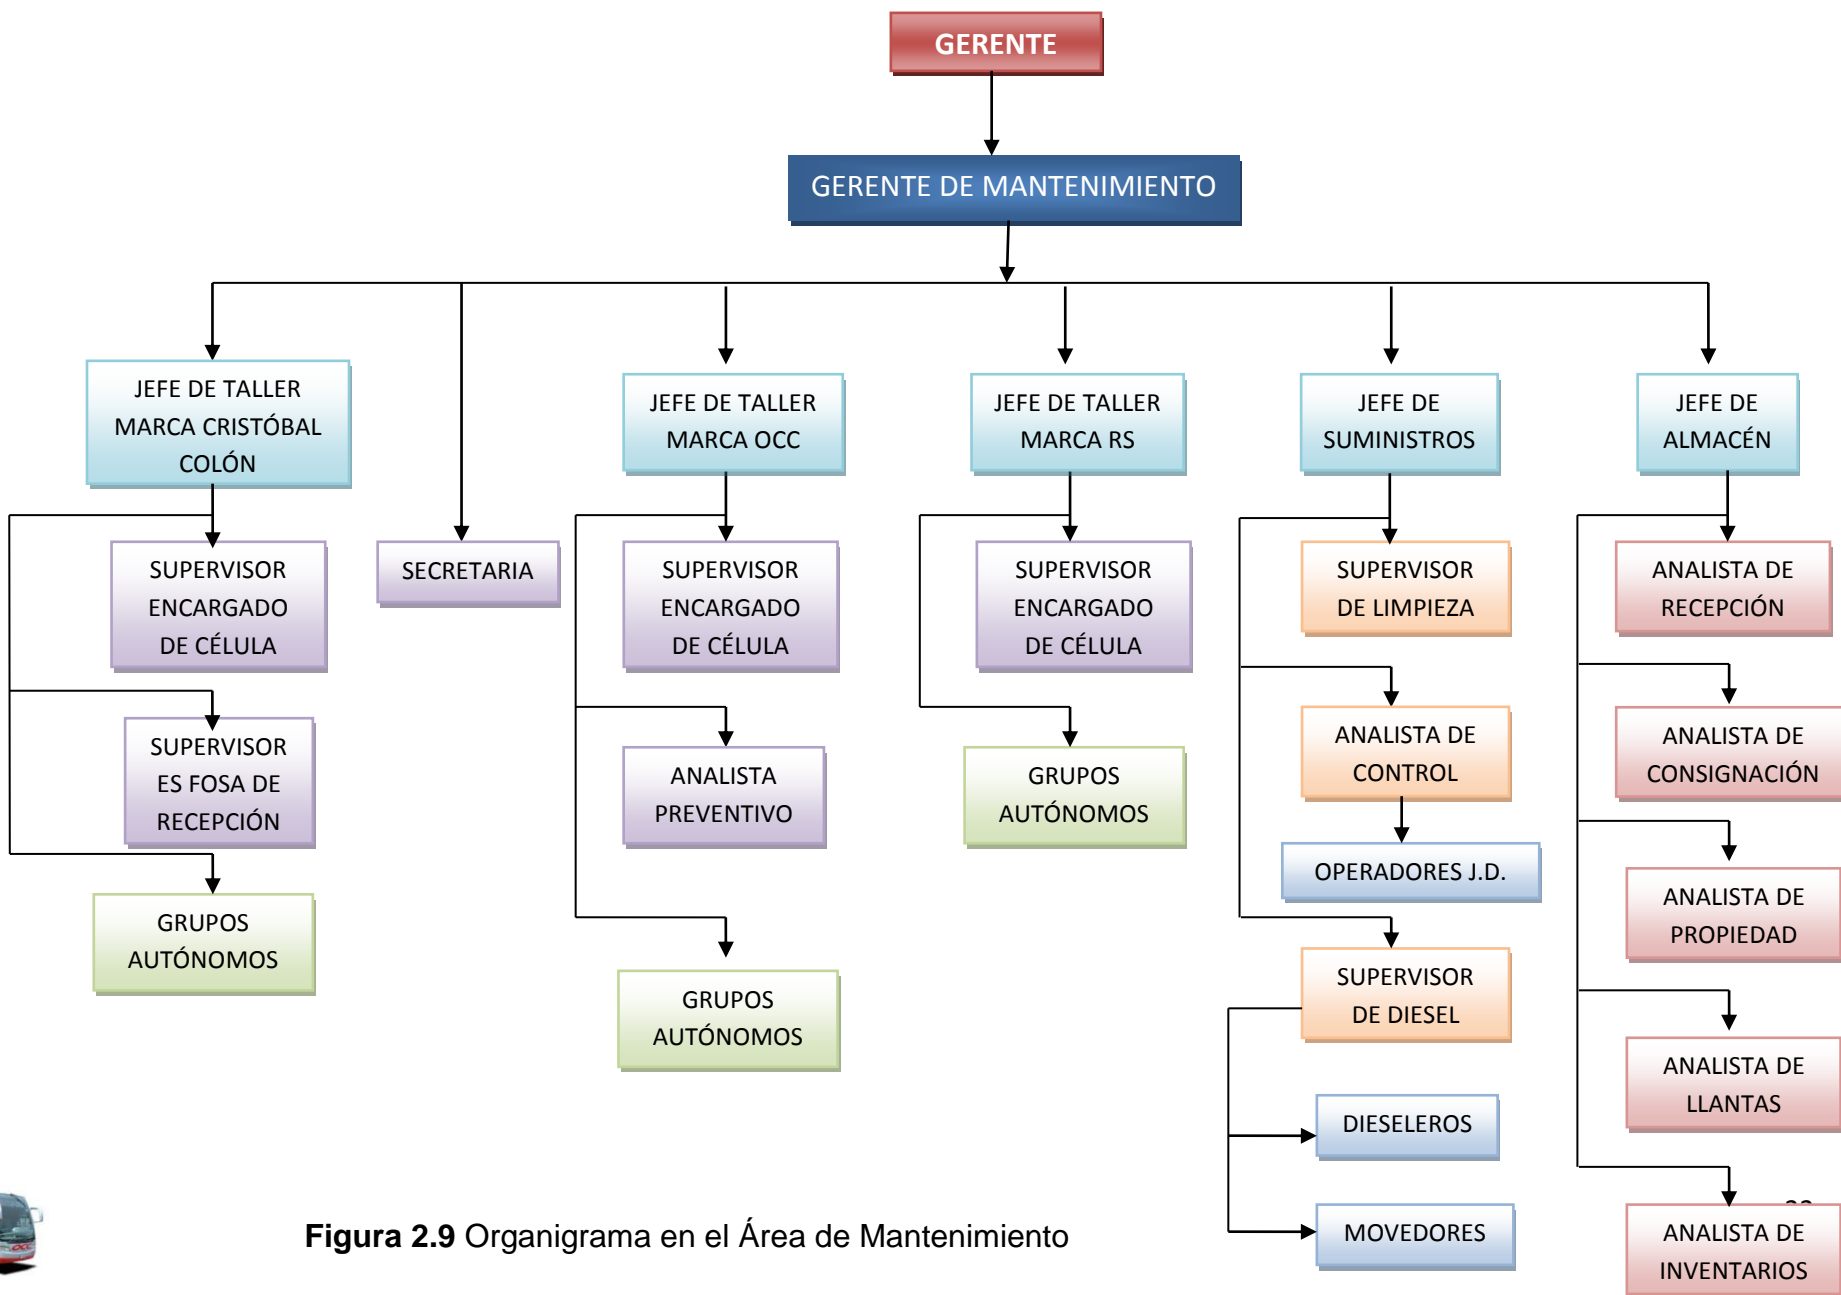 GERENTE
GERENTE DE MANTENIMIENTO
JEFE DE TALLER
MARCA CRISTÓBAL
COLÓN
JEFE DE TALLER
MARCA OCC
JEFE DE TALLER
MARCA RS
JEFE DE
SUMINISTROS
JEFE DE
ALMACÉN
SUPERVISOR
ENCARGADO
DE CÉLULA
SECRETARIA
SUPERVISOR
ENCARGADO
DE CÉLULA
SUPERVISOR
ENCARGADO
DE CÉLULA
SUPERVISOR
DE LIMPIEZA
ANALISTA DE
RECEPCIÓN
SUPERVISOR
ES FOSA DE
RECEPCIÓN
ANALISTA
PREVENTIVO
GRUPOS
AUTÓNOMOS
ANALISTA DE
CONTROL
ANALISTA DE
CONSIGNACIÓN
OPERADORES J.D.
GRUPOS
AUTÓNOMOS
ANALISTA DE
PROPIEDAD
GRUPOS
AUTÓNOMOS
SUPERVISOR
DE DIESEL
ANALISTA DE
LLANTAS
DIESELEROS
MOVEDORES
ANALISTA DE
INVENTARIOS
Figura 2.9 Organigrama en el Área de Mantenimiento